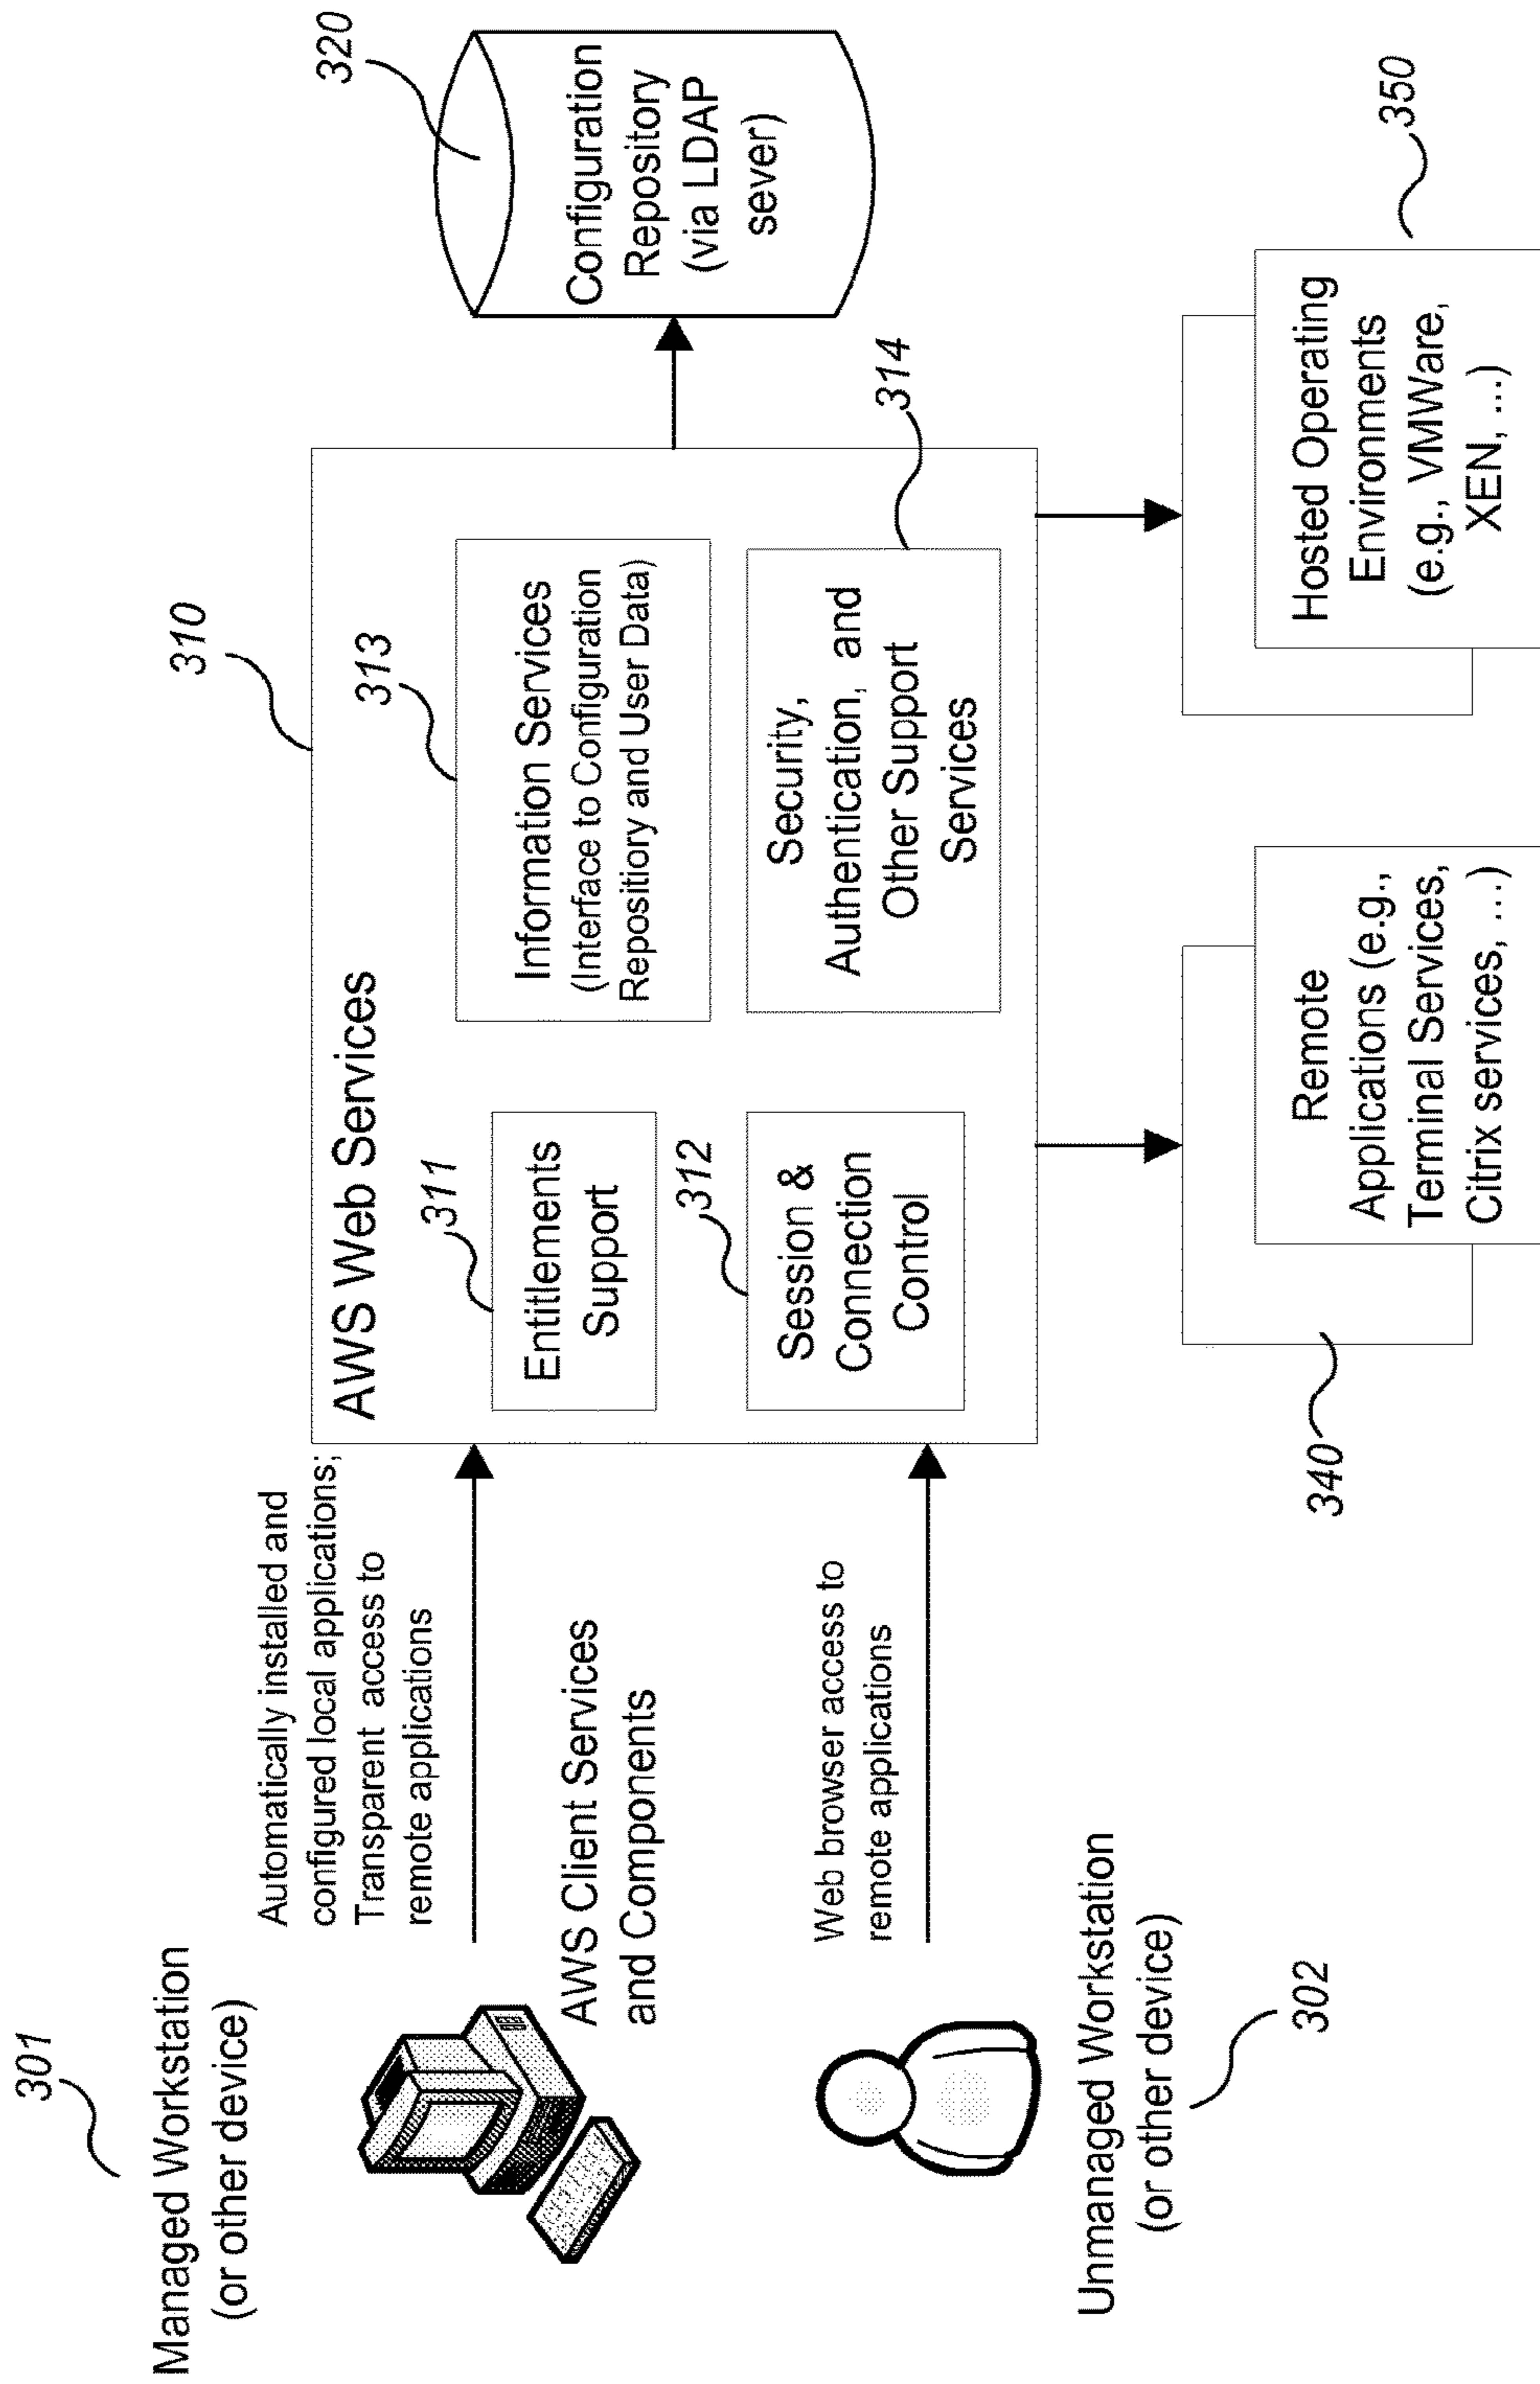 301
Managed Workstation
(or other device)
Automatically installed and
configured local applications;
Transparent access to
remote applications
AWS Client Services
and Components
Web browser access to
remote applications
Unmanaged Workstation
(or other device)
302
310
AWS Web Services
311
Entitlements
Support
312
Session &
Connection
Control
313
Information Services
(Interface to Configuration
Repository and User Data)
314
Security,
Authentication, and
Other Support
Services
320
Configuration
Repository
(via LDAP
sever)
340
Remote
Applications (e.g.,
Terminal Services,
Citrix services, ...)
350
Hosted Operating
Environments
(e.g., VMWare,
XEN, ...)